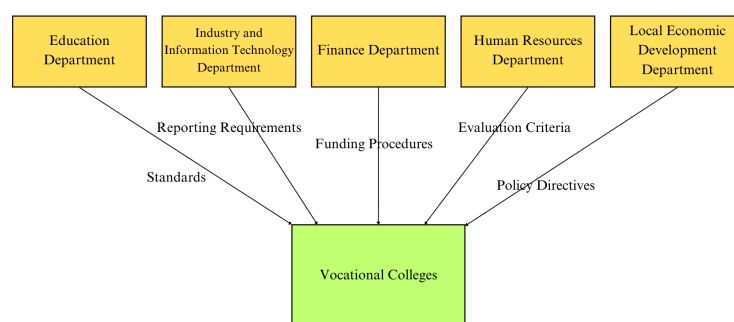 Education
Department
Industry and
Information Technology
Department
Finance Department
Human Resources
Department
Local Economic
Development
Department
Reporting Requirements
Evaluation Criteria
Funding Procedures
Standards
Policy Directives
Vocational Colleges